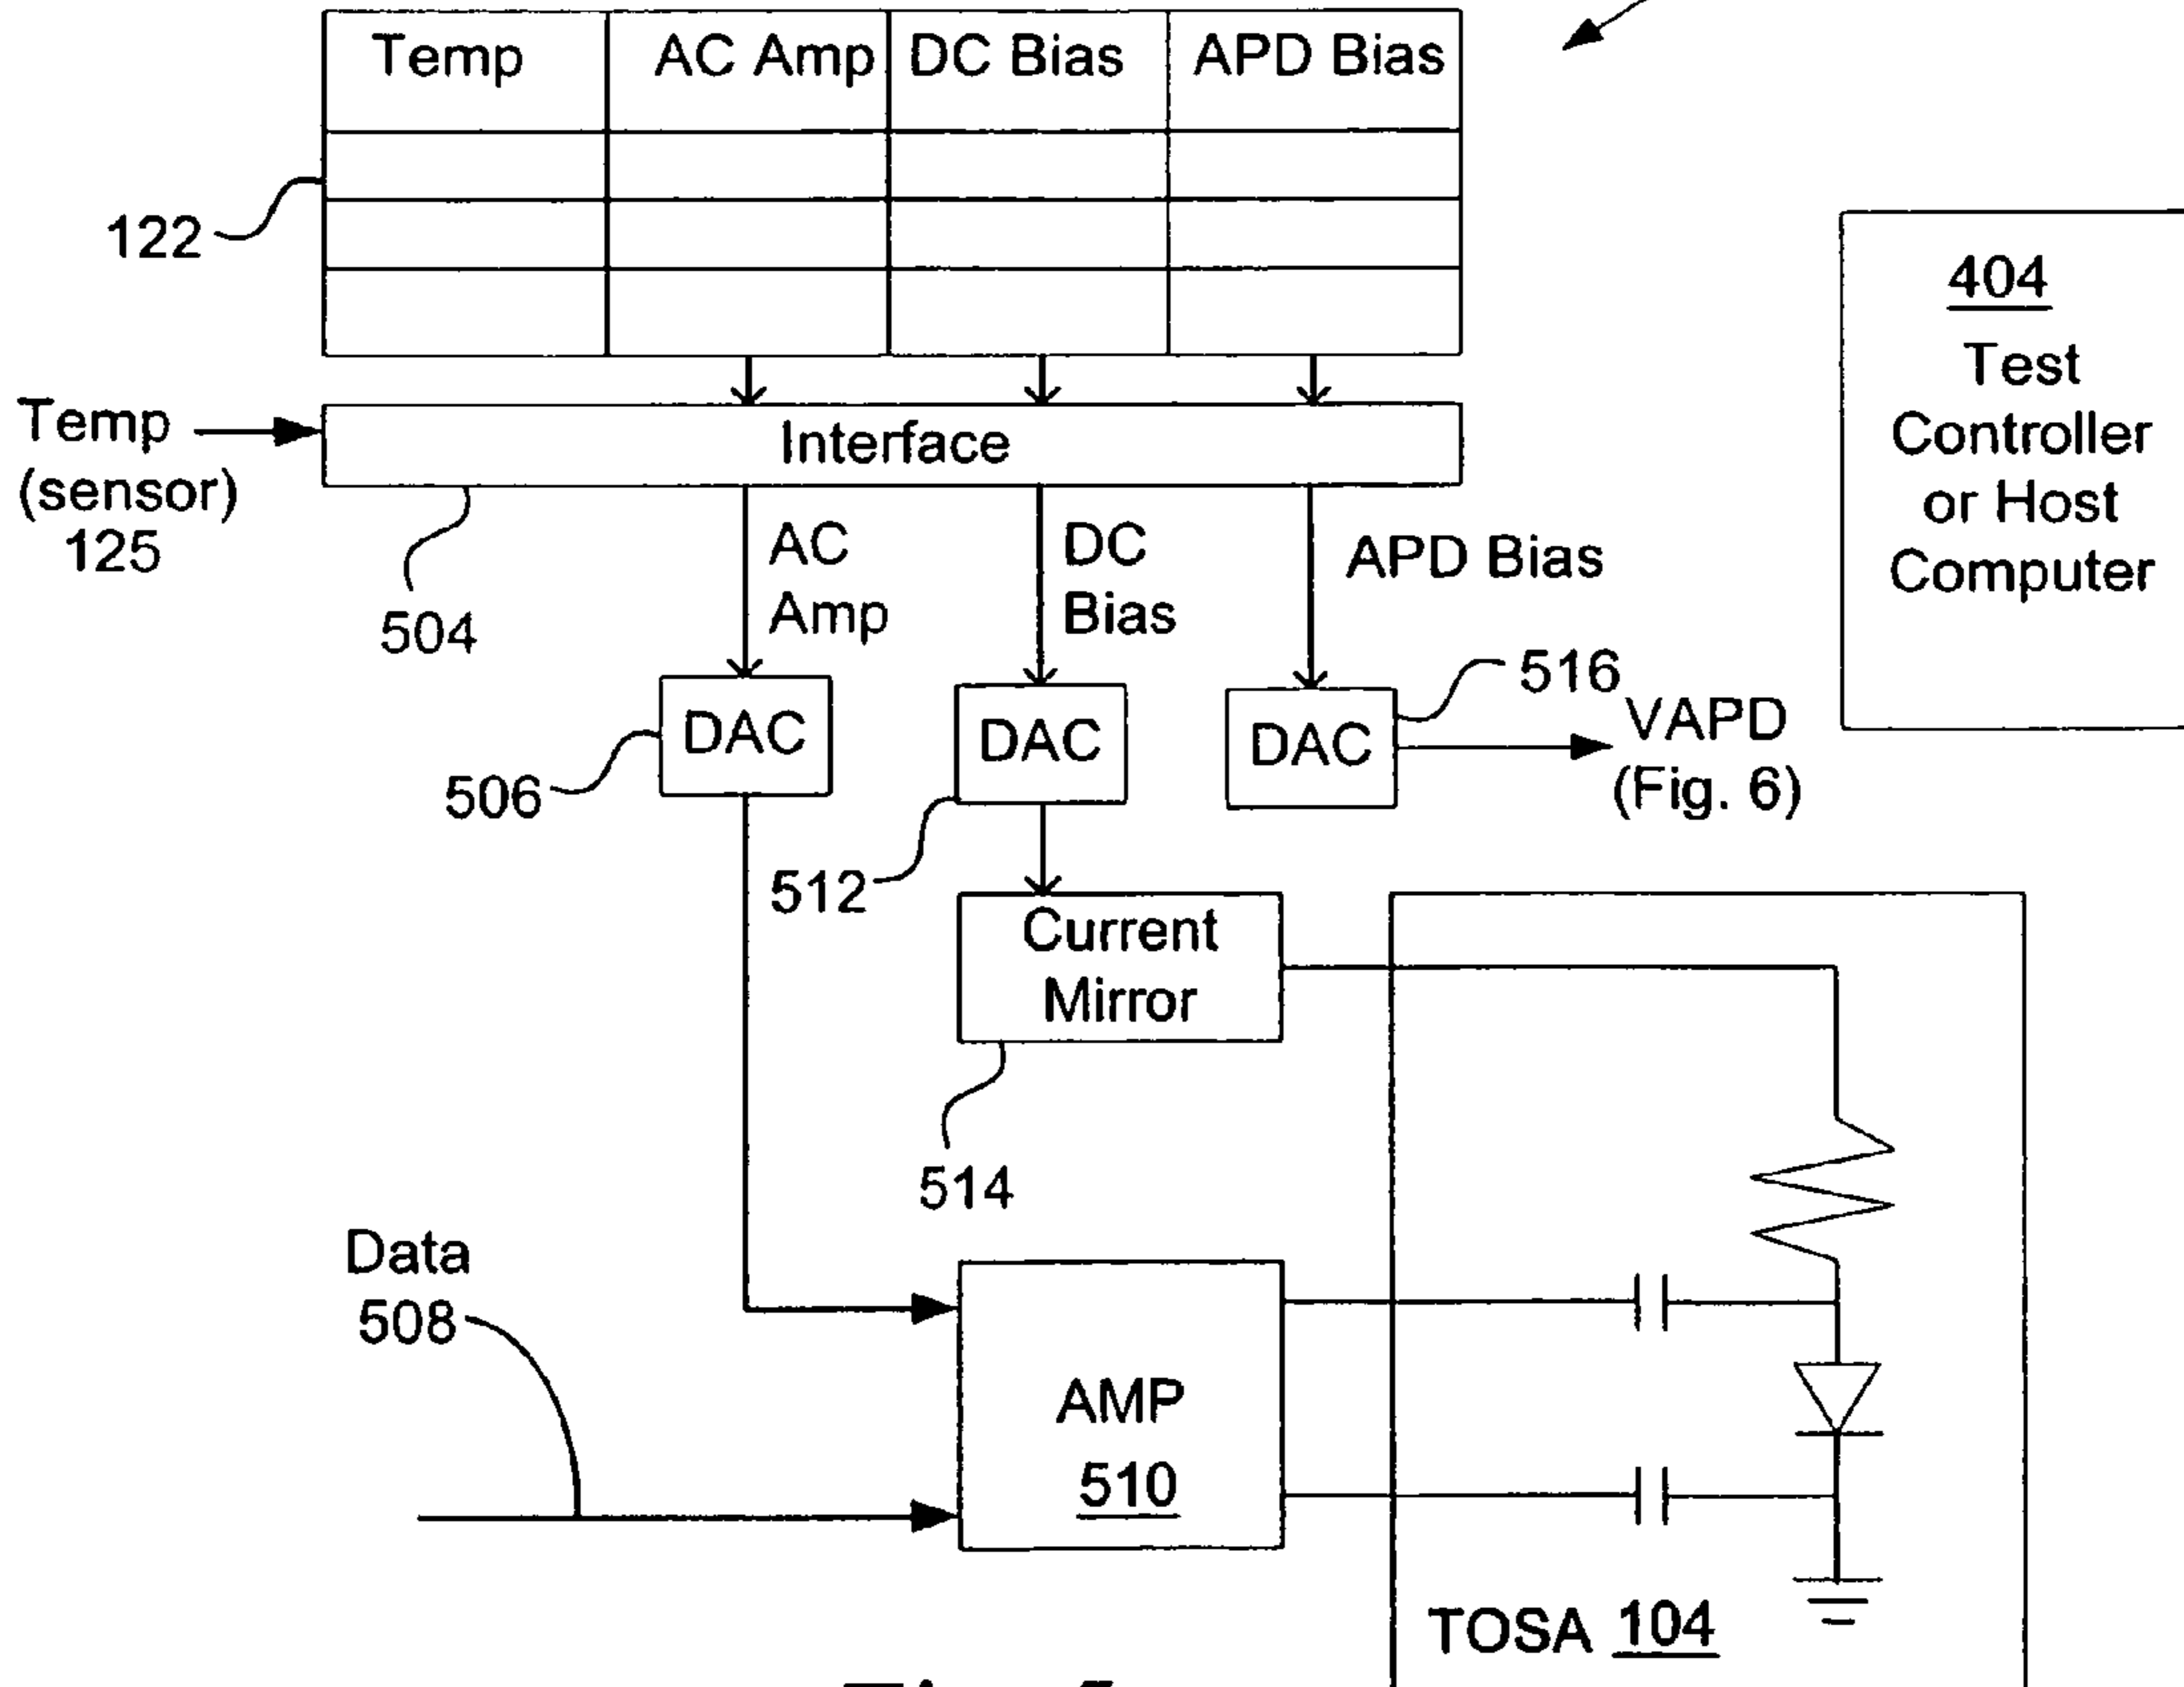 Temp AC Amp DC Bias APD Bias
122
404
Test
Controller
or Host
Computer
Temp
(sensor)
125
Interface
504
AC
Amp
DC
Bias
APD Bias
DAC
506
DAC
512
DAC
516
VAPD
(Fig. 6)
Current
Mirror
514
Data
508
AMP
510
TOSA 104